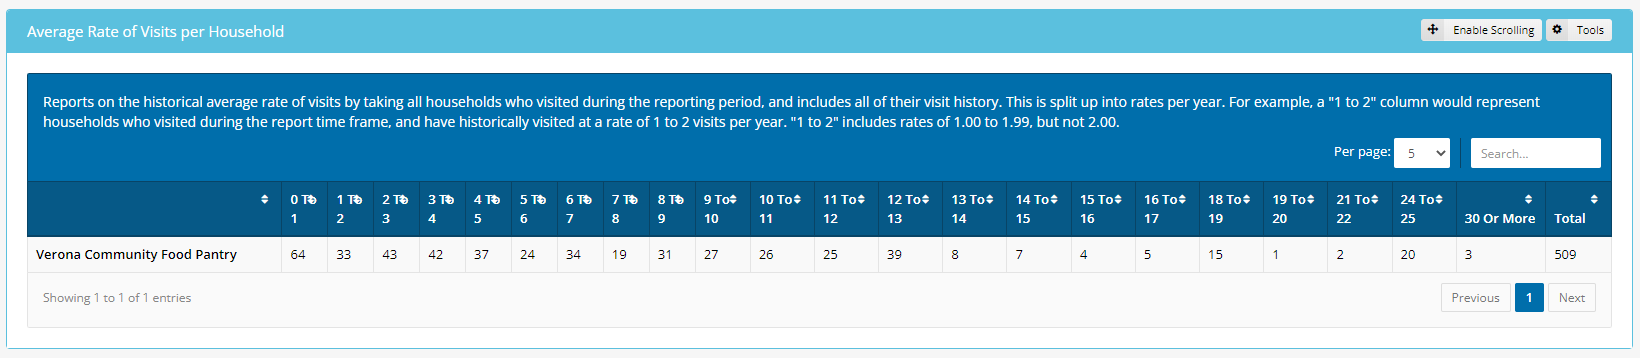 Average Rate of Visits per Household
Enable Scrolling
Tools
Reports on the historical average rate of visits by taking all households who visited during the reporting period, and includes all of their visit history. This is split up into rates per year. For example, a "1 to 2" column would represent
households who visited during the report time frame, and have historically visited at a rate of 1 to 2 visits per year. "1 to 2" includes rates of 1.00 to 1.99, but not 2.00.
Per page: 5 Search...
0 To 1 To 2 To 3 To 4 To 5 To 6 To 7 To 8 To 9 To 10 To 11 To 12 To 13 To 14 To 15 To 16 To 18 To 19 To 21 To 24 To
1 2 3 4 5 6 7 8 9 10 11 12 13 14 15 16 17 19 20 22 25 30 Or More Total
Verona Community Food Pantry 64 33 43 42 37 24 34 19 31 27 26 25 39 8 7 4 5 15 1 2 20 3 509
Showing 1 to 1 of 1 entries
Previous 1 Next